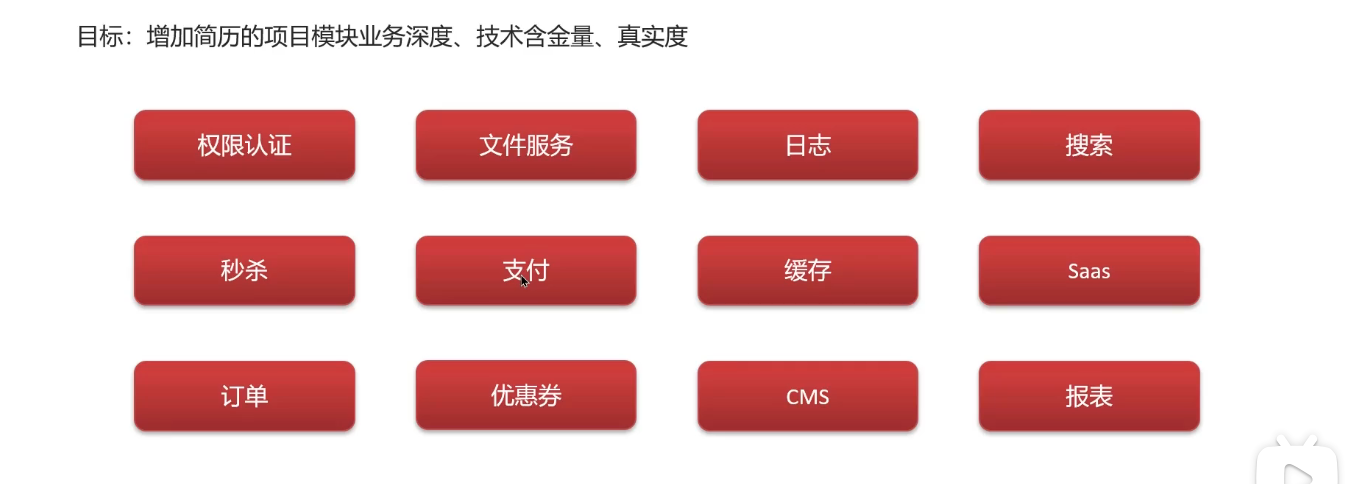 目标：增加简历的项目模块业务深度、技术含金量、真实度
权限认证 文件服务 日志 搜索
秒杀 支付 缓存 Saas
订单 优惠券 CMS 报表